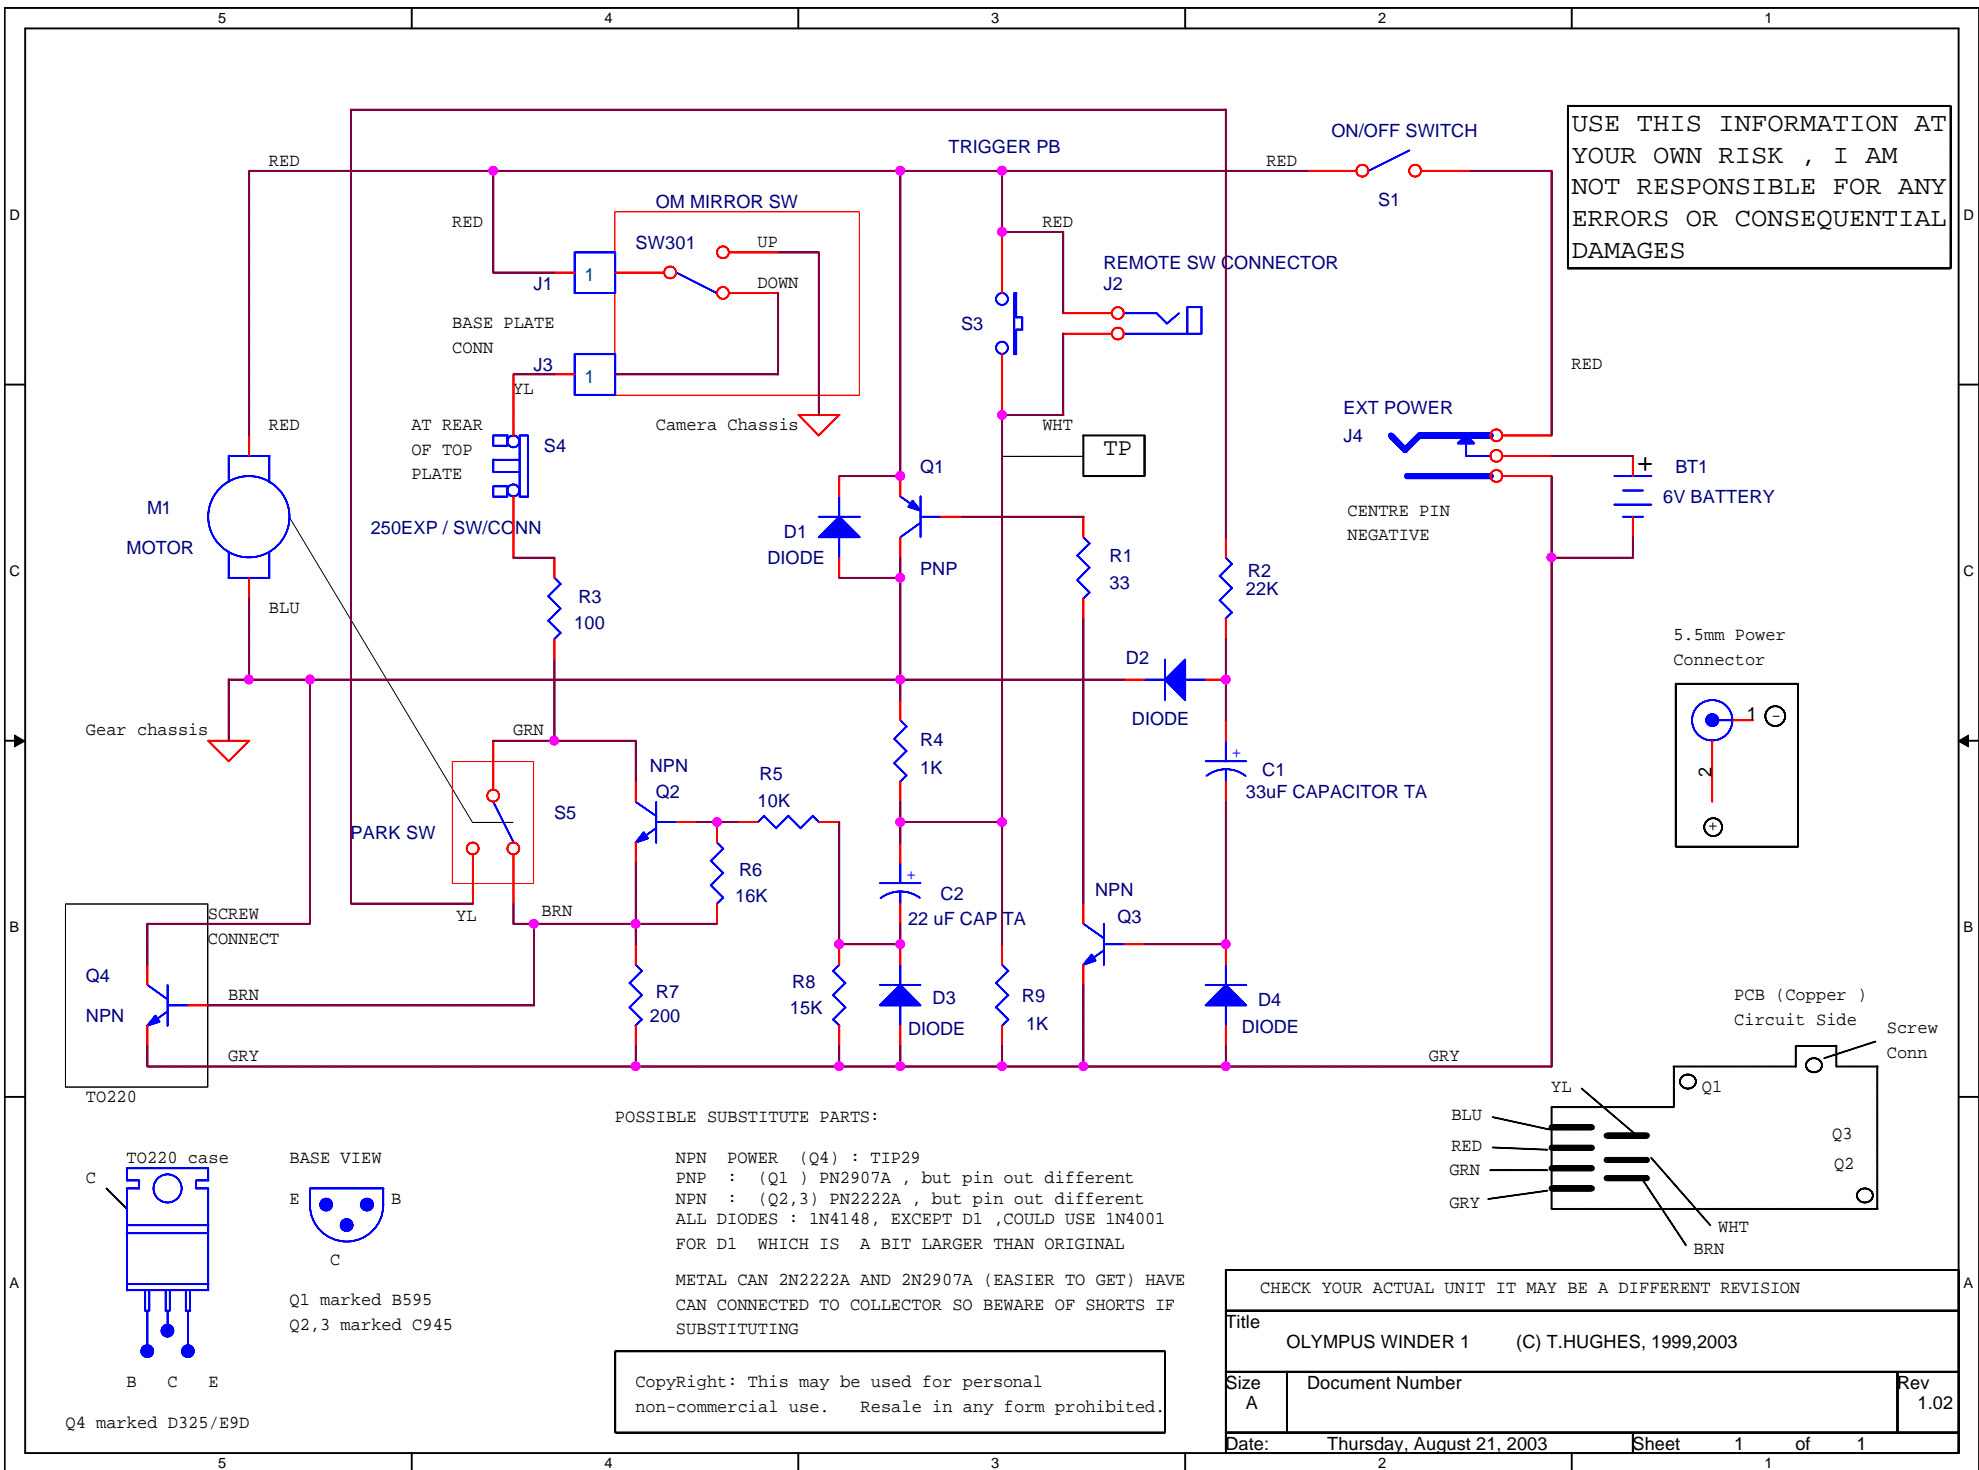 5 4 3 2 1
D
D
C
C
B
B
A
A
USE THIS INFORMATION AT
YOUR OWN RISK , I AM
NOT RESPONSIBLE FOR ANY
ERRORS OR CONSEQUENTIAL
DAMAGES
TRIGGER PB
ON/OFF SWITCH
S1
RED
RED
RED
OM MIRROR SW
SW301
UP
DOWN
J1
1
BASE PLATE
CONN
J3
1
YL
Camera Chassis
RED
S3
REMOTE SW CONNECTOR
J2
WHT
TP
RED
EXT POWER
J4
CENTRE PIN
NEGATIVE
+
BT1
6V BATTERY
RED
M1
MOTOR
BLU
AT REAR
OF TOP
PLATE
S4
250EXP / SW/CONN
R3
100
Q1
PNP
D1
DIODE
R1
33
R2
22K
D2
DIODE
Gear chassis
GRN
PARK SW
S5
YL
BRN
NPN
Q2
R5
10K
R6
16K
R4
1K
+
C2
22 uF CAP TA
+
C1
33uF CAPACITOR TA
5.5mm Power
Connector
1 -
2
+
SCREW
CONNECT
Q4
NPN
BRN
GRY
TO220
R7
200
R8
15K
D3
DIODE
R9
1K
NPN
Q3
D4
DIODE
GRY
PCB (Copper )
Circuit Side
Screw
Conn
Q1
Q3
Q2
YL
BLU
RED
GRN
GRY
WHT
BRN
TO220 case
C
B C E
Q4 marked D325/E9D
BASE VIEW
E B
C
Q1 marked B595
Q2,3 marked C945
POSSIBLE SUBSTITUTE PARTS:
NPN POWER (Q4) : TIP29
PNP : (Q1 ) PN2907A , but pin out different
NPN : (Q2,3) PN2222A , but pin out different
ALL DIODES : 1N4148, EXCEPT D1 ,COULD USE 1N4001
FOR D1 WHICH IS A BIT LARGER THAN ORIGINAL
METAL CAN 2N2222A AND 2N2907A (EASIER TO GET) HAVE
CAN CONNECTED TO COLLECTOR SO BEWARE OF SHORTS IF
SUBSTITUTING
CopyRight: This may be used for personal
non-commercial use. Resale in any form prohibited.
CHECK YOUR ACTUAL UNIT IT MAY BE A DIFFERENT REVISION
Title
OLYMPUS WINDER 1 (C) T.HUGHES, 1999,2003
Size
A
Document Number
Rev
1.02
Date: Thursday, August 21, 2003 Sheet 1 of 1
5 4 3 2 1